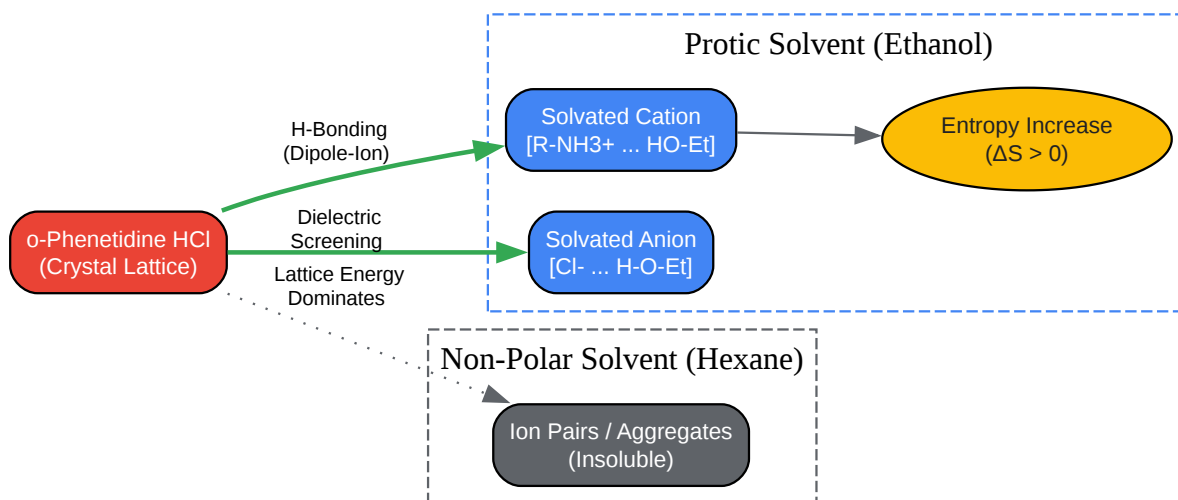 Protic Solvent (Ethanol)
H-Bonding
(Dipole-Ion)
Solvated Cation
[R-NH3+ ... HO-Et]
Entropy Increase
(ΔS > 0)
o-Phenetidine HCl
(Crystal Lattice)
Dielectric
Screening
Solvated Anion
[Cl- ... H-O-Et]
Lattice Energy
Dominates
Non-Polar Solvent (Hexane)
Ion Pairs / Aggregates
(Insoluble)